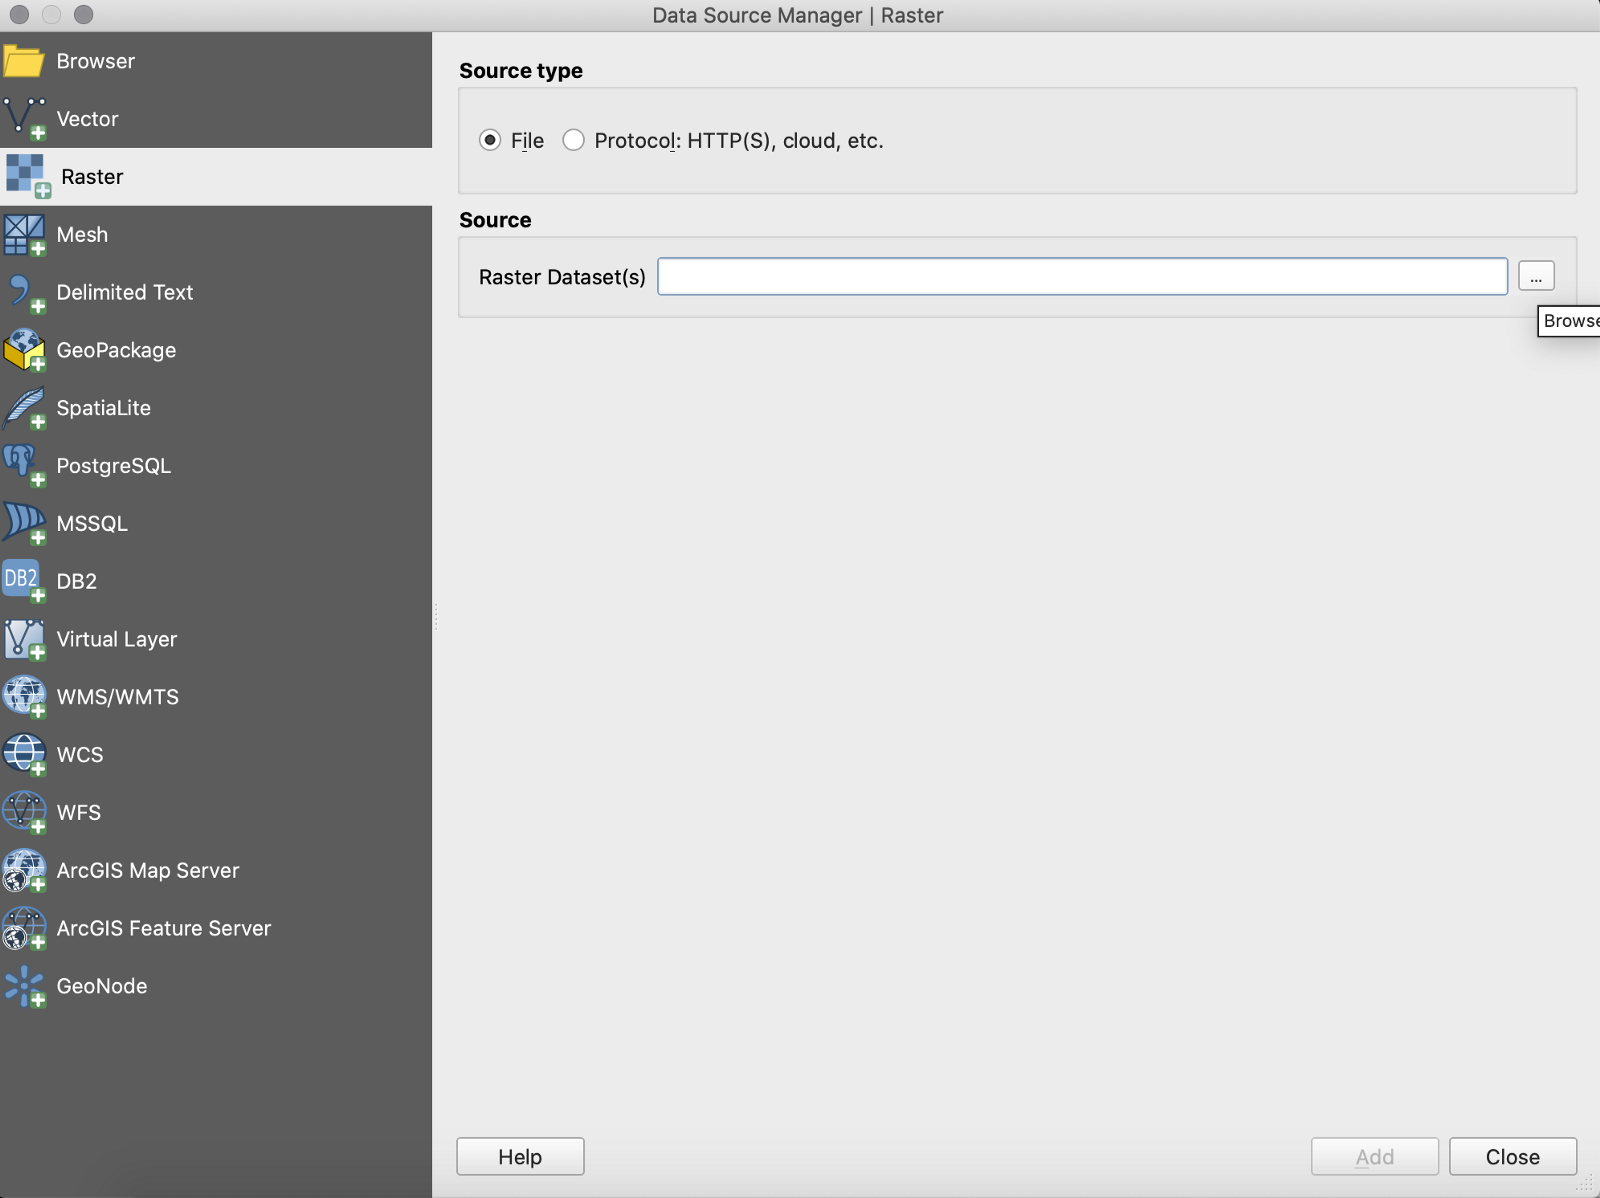 Data Source Manager | Raster
Browser
Vector
Raster
Mesh
Delimited Text
GeoPackage
SpatiaLite
PostgreSQL
MSSQL
DB2
DB2
Virtual Layer
WMS/WMTS
WCS
WFS
ArcGIS Map Server
ArcGIS Feature Server
GeoNode
Source type
File
Protocol: HTTP(S), cloud, etc.
Source
Raster Dataset(s)
...
Browse
Help
Add
Close